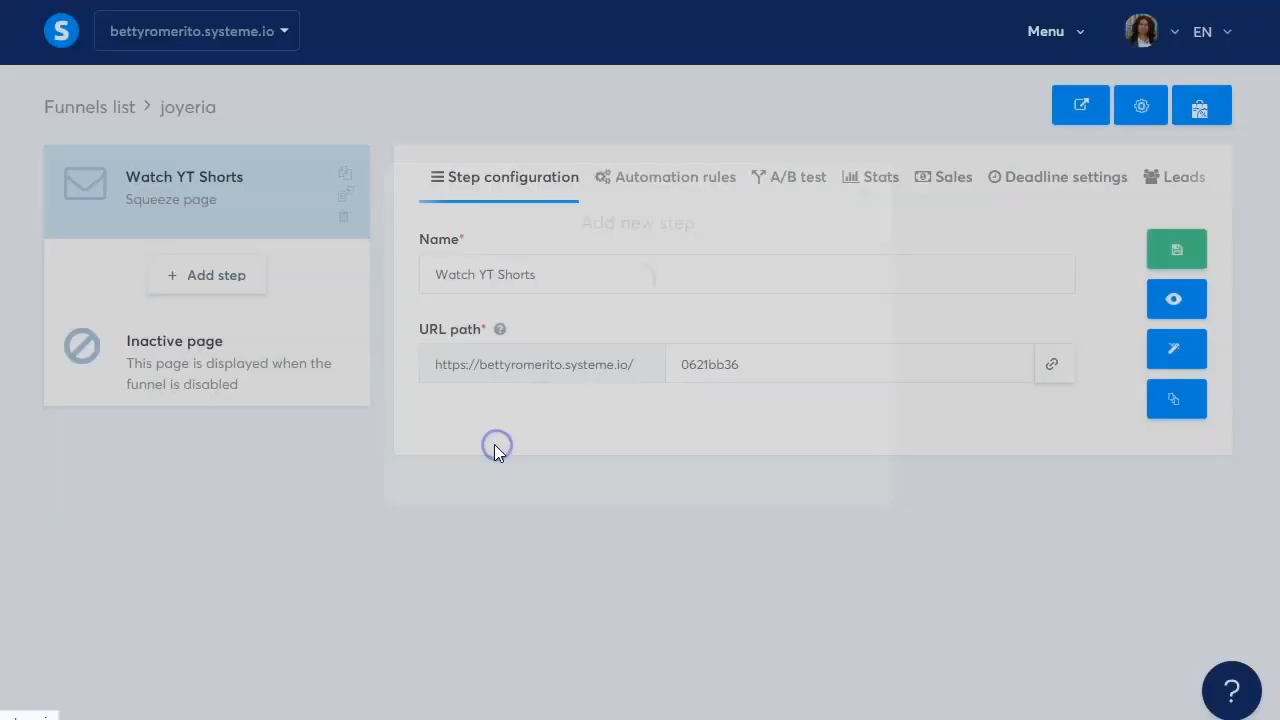 S
bettyromerito.systeme.io
Menu
EN
Funnels list > joyeria
Watch YT Shorts
Squeeze page
+ Add step
Inactive page
This page is displayed when the
funnel is disabled
Step configuration
Automation rules
A/B test
Stats
Sales
Deadline settings
Leads
Add new step
Name*
Watch YT Shorts
URL path* ?
https://bettyromerito.systeme.io/
0621bb36
?